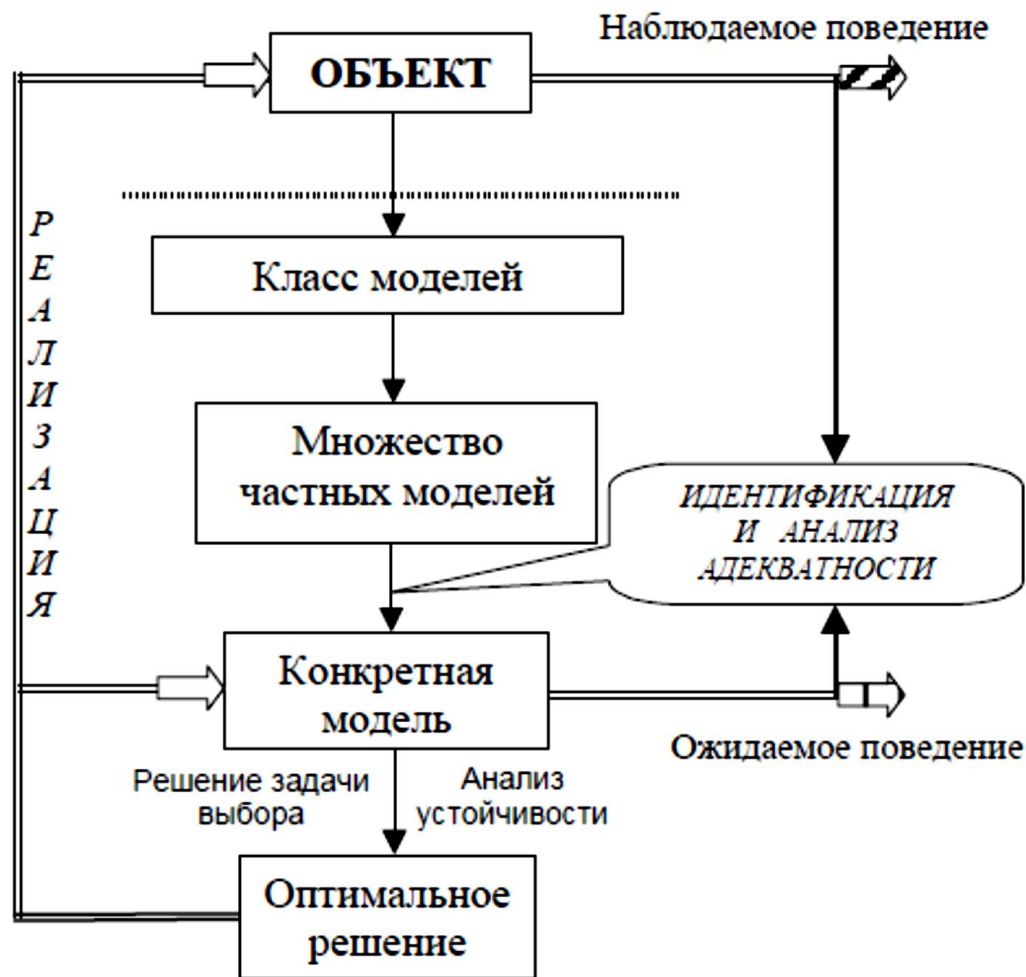 Наблюдаемое поведение
ОБЪЕКТ
РЕАЛИЗАЦИЯ
Класс моделей
Множество
частных моделей
ИДЕНТИФИКАЦИЯ
И АНАЛИЗ
АДЕКВАТНОСТИ
Конкретная
модель
Ожидаемое поведение
Решение задачи
выбора
Анализ
устойчивости
Оптимальное
решение